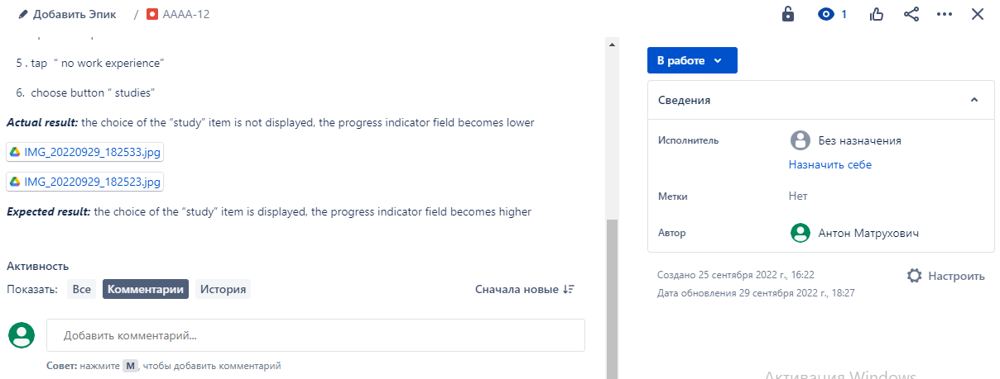 Добавить Эпик / AAAA-12
1
5 . tap “ no work experience”
6. choose button “ studies”
Actual result: the choice of the “study” item is not displayed, the progress indicator field becomes lower
IMG_20220929_182533.jpg
IMG_20220929_182523.jpg
Expected result: the choice of the “study” item is displayed, the progress indicator field becomes higher
Активность
Показать: Все Комментарии История Сначала новые
Добавить комментарий...
Совет: нажмите M, чтобы добавить комментарий
В работе
Сведения
Исполнитель Без назначения
Назначить себе
Метки Нет
Автор Антон Матрухович
Создано 25 сентября 2022 г., 16:22
Настроить
Дата обновления 29 сентября 2022 г., 18:27
Активация Windows